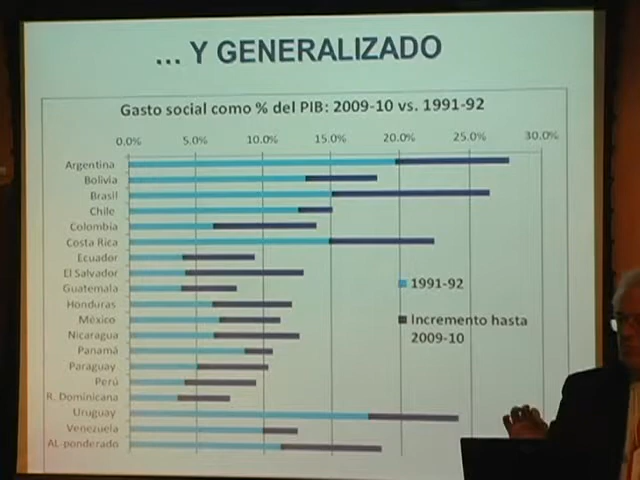 ... Y GENERALIZADO
Gasto social como % del PIB: 2009-10 vs. 1991-92
0.0% 5.0% 10.0% 15.0% 20.0% 25.0% 30.0%
Argentina
Bolivia
Brasil
Chile
Colombia
Costa Rica
Ecuador
El Salvador
Guatemala
Honduras
México
Nicaragua
Panamá
Paraguay
Perú
R. Dominicana
Uruguay
Venezuela
AL-ponderado
1991-92
Incremento hasta
2009-10